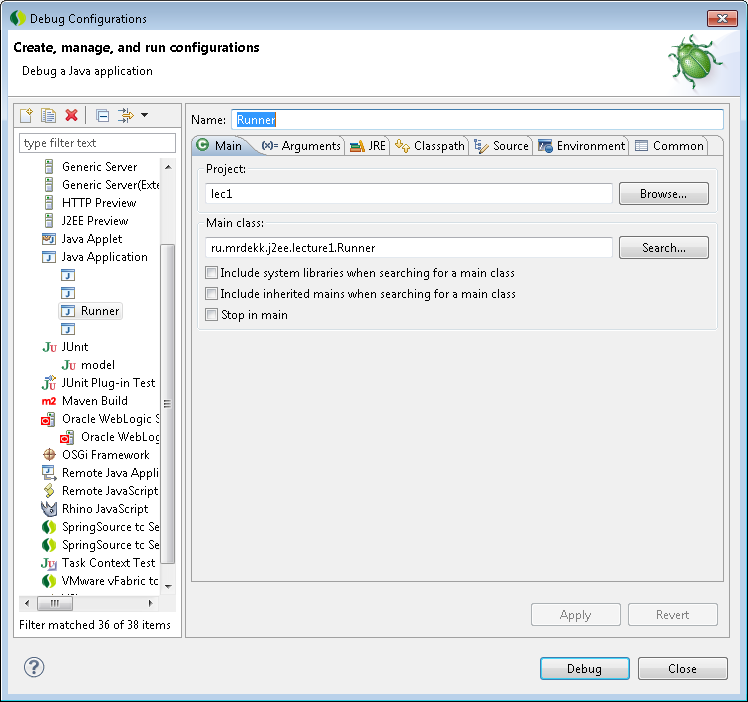 Debug Configurations
Create, manage, and run configurations
Debug a Java application
type filter text
Generic Server
Generic Server(Exte
HTTP Preview
J2EE Preview
Java Applet
Java Application
Runner
JUnit
model
JUnit Plug-in Test
Maven Build
Oracle WebLogic S
Oracle WebLog
OSGi Framework
Remote Java Appli
Remote JavaScript
Rhino JavaScript
SpringSource tc Se
SpringSource tc Se
Task Context Test
VMware vFabric tc
Filter matched 36 of 38 items
Name: Runner
Main (x)= Arguments JRE Classpath Source Environment Common
Project:
lec1 Browse...
Main class:
ru.mrdekk.j2ee.lecture1.Runner Search...
Include system libraries when searching for a main class
Include inherited mains when searching for a main class
Stop in main
Apply Revert
Debug Close